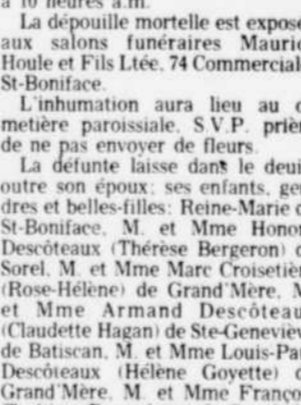 a 10 heures a.m.
La dépouille mortelle est exposé
aux salons funéraires Mauric
Houle et Fils Ltée, 74 Commercial
St-Boniface.
L'inhumation aura lieu au c
metière paroissiale, S.V.P. prièr
de ne pas envoyer de fleurs.
La défunte laisse dans le deui
outre son époux: ses enfants, gen
dres et belles-filles: Reine-Marie d
St-Boniface, M. et Mme Honor
Descôteaux (Thérèse Bergeron) d
Sorel, M. et Mme Marc Croisetièr
(Rose-Hélène) de Grand'Mère, M
et Mme Armand Descôteau
(Claudette Hagan) de Ste-Genevièv
de Batiscan, M. et Mme Louis-Pau
Descôteaux (Hélène Goyette) d
Grand'Mère, M. et Mme Franço